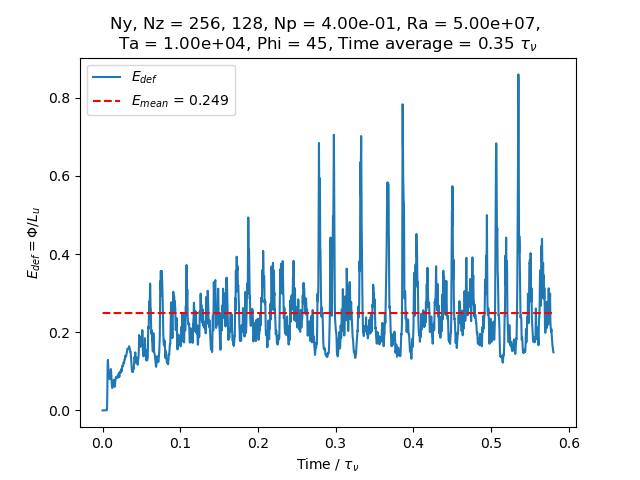 Ny, Nz = 256, 128, Np = 4.00e-01, Ra = 5.00e+07,
Ta = 1.00e+04, Phi = 45, Time average = 0.35 τ_ν
E_def
E_mean = 0.249
0.8
0.6
0.4
0.2
0.0
E_def = Φ/L_u
0.0 0.1 0.2 0.3 0.4 0.5 0.6
Time / τ_ν